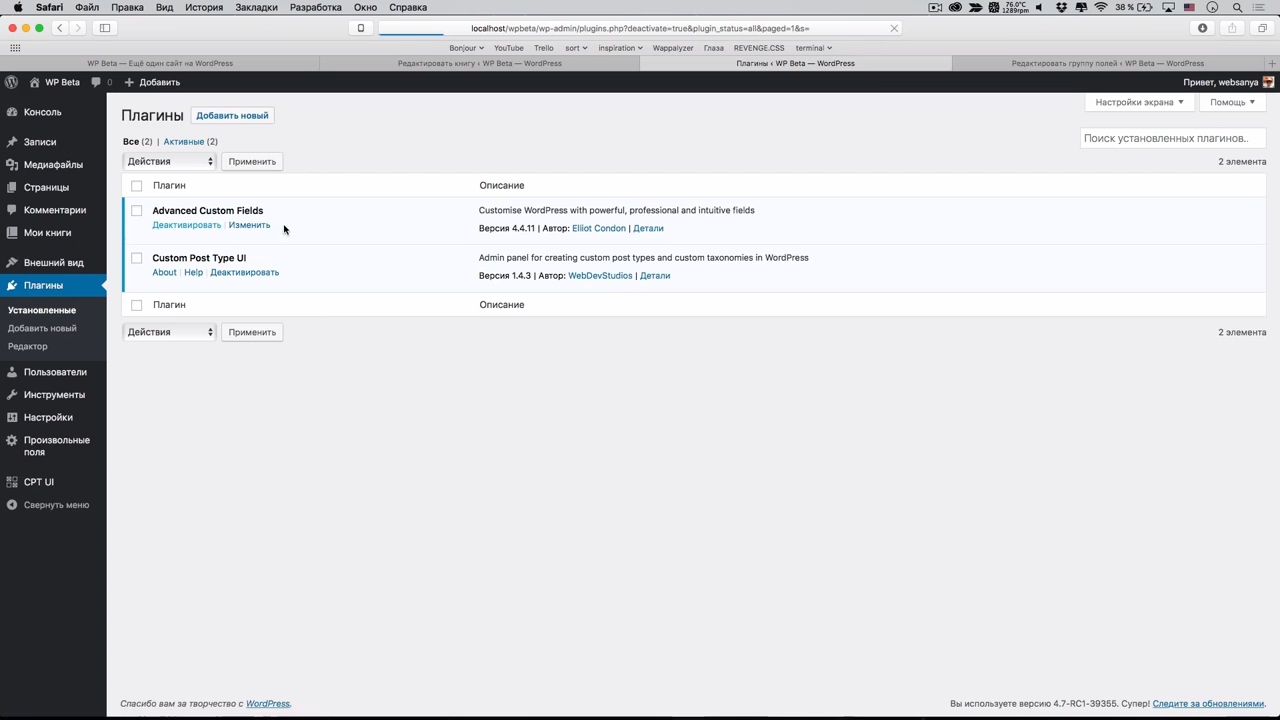 Safari Файл Правка Вид История Закладки Разработка Окно Справка 76.0°C 1289rpm 38 %
localhost/wpbeta/wp-admin/plugins.php?deactivate=true&plugin_status=all&paged=1&s=
Bonjour YouTube Trello sort inspiration Wappalyzer Глаза REVENGE.CSS terminal
WP Beta — Ещё один сайт на WordPress Редактировать книгу ‹ WP Beta — WordPress Плагины ‹ WP Beta — WordPress Редактировать группу полей ‹ WP Beta — WordPress
WP Beta 0 Добавить Привет, websanya
Настройки экрана Помощь
Консоль
Записи
Медиафайлы
Страницы
Комментарии
Мои книги
Внешний вид
Плагины
Установленные
Добавить новый
Редактор
Пользователи
Инструменты
Настройки
Произвольные
поля
CPT UI
Свернуть меню
Плагины Добавить новый
Все (2) | Активные (2)
Поиск установленных плагинов..
Действия Применить 2 элемента
Плагин Описание
Advanced Custom Fields Customise WordPress with powerful, professional and intuitive fields
Деактивировать | Изменить Версия 4.4.11 | Автор: Elliot Condon | Детали
Custom Post Type UI Admin panel for creating custom post types and custom taxonomies in WordPress
About | Help | Деактивировать Версия 1.4.3 | Автор: WebDevStudios | Детали
Плагин Описание
Действия Применить 2 элемента
Спасибо вам за творчество с WordPress. Вы используете версию 4.7-RC1-39355. Супер! Следите за обновлениями.